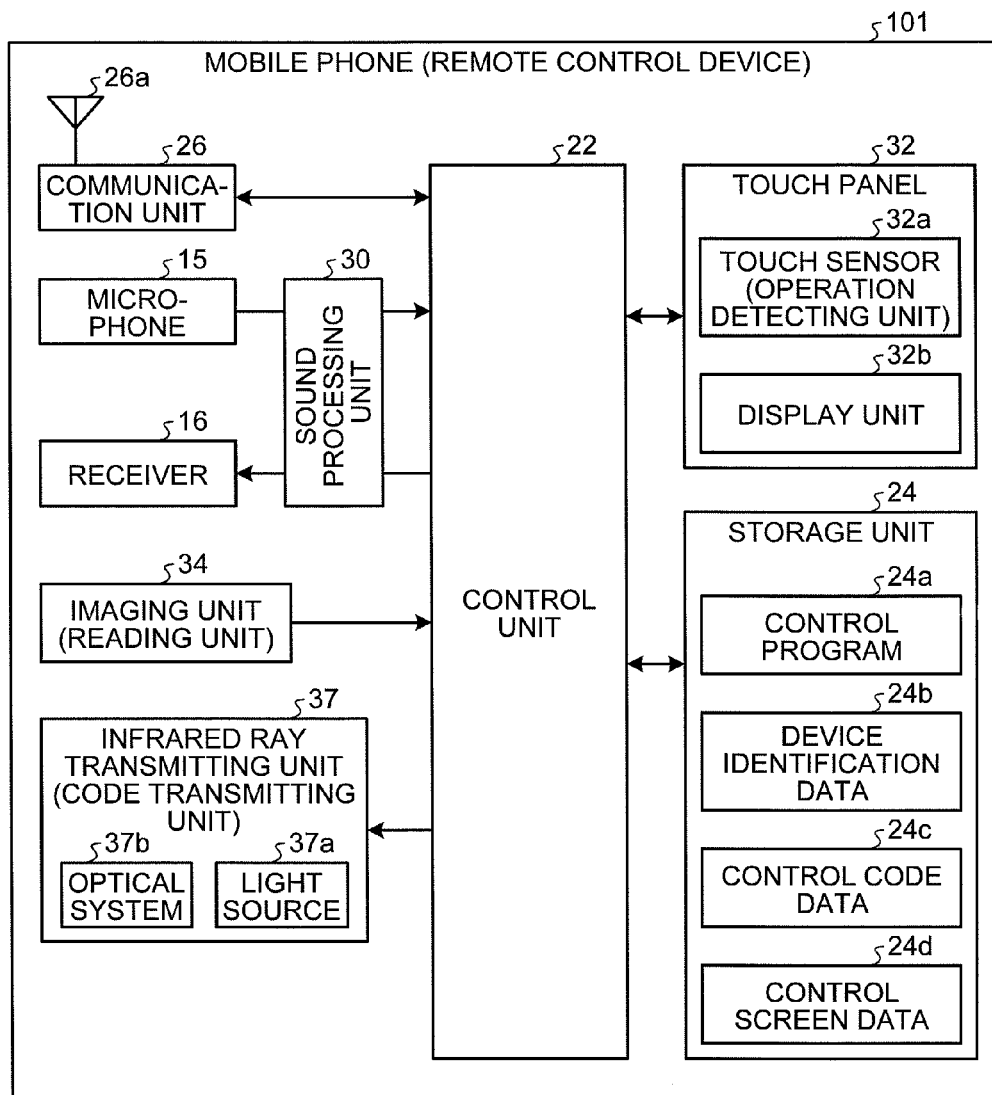 101
MOBILE PHONE (REMOTE CONTROL DEVICE)
26a
26
COMMUNICA-
TION UNIT
15
MICRO-
PHONE
30
SOUND
PROCESSING
UNIT
16
RECEIVER
34
IMAGING UNIT
(READING UNIT)
37
INFRARED RAY
TRANSMITTING UNIT
(CODE TRANSMITTING
UNIT)
37b
OPTICAL
SYSTEM
37a
LIGHT
SOURCE
22
CONTROL
UNIT
32
TOUCH PANEL
32a
TOUCH SENSOR
(OPERATION
DETECTING UNIT)
32b
DISPLAY UNIT
24
STORAGE UNIT
24a
CONTROL
PROGRAM
24b
DEVICE
IDENTIFICATION
DATA
24c
CONTROL CODE
DATA
24d
CONTROL
SCREEN DATA